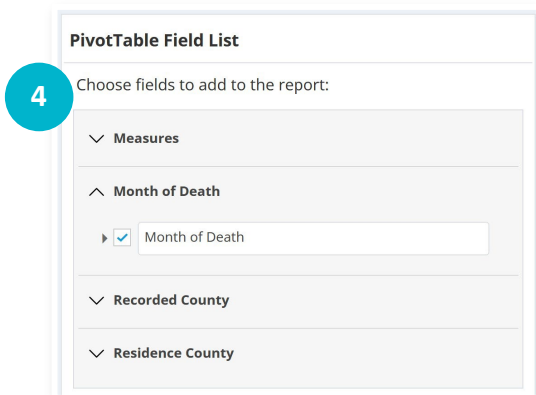 PivotTable Field List
4
Choose fields to add to the report:
Measures
Month of Death
Month of Death
Recorded County
Residence County